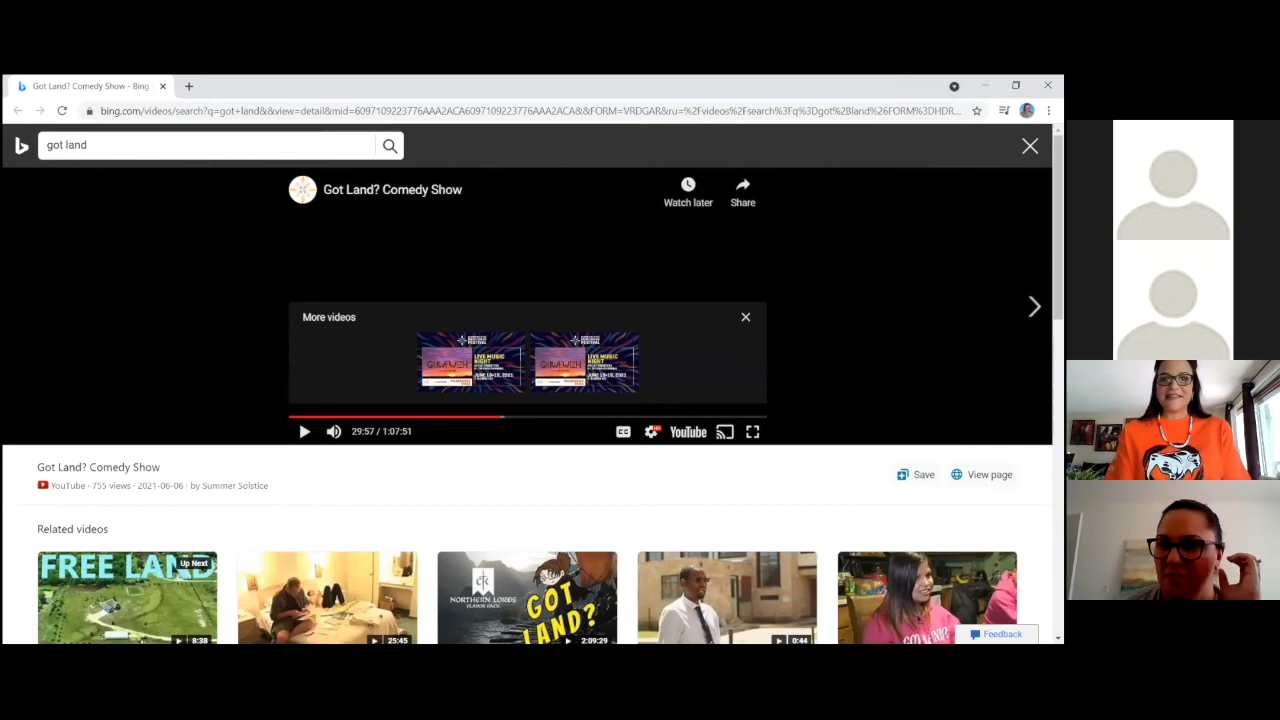 Got Land? Comedy Show - Bing
bing.com/videos/search?q=got+land&view=detail&mid=6097109223776AAA2ACA6097109223776AAA2ACA&&FORM=VRDGAR&ru=%2Fvideos%2Fsearch%3Fq%3Dgot%2Bland%26FORM%3DHDR...
got land
Got Land? Comedy Show
Watch later
Share
More videos
LIVE MUSIC NIGHT
LIVE MUSIC NIGHT
29:57 / 1:07:51
CC
HD
YouTube
Got Land? Comedy Show
YouTube · 755 views · 2021-06-06 · by Summer Solstice
Save
View page
Related videos
FREE LAND
Up Next
8:38
25:45
NORTHERN LORDS
FLAVOR PACK
GOT LAND?
2:09:29
0:44
Feedback